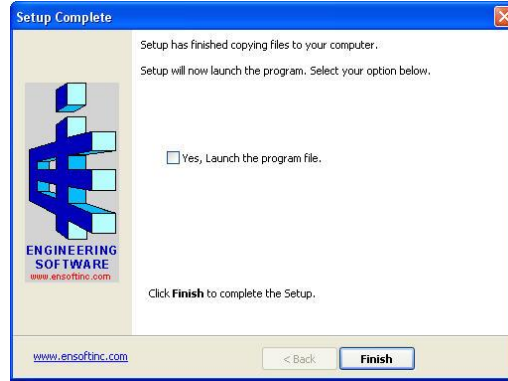 Setup Complete
Setup has finished copying files to your computer.
Setup will now launch the program. Select your option below.
Yes, Launch the program file.
ENGINEERING
SOFTWARE
www.ensoftinc.com
Click Finish to complete the Setup.
www.ensoftinc.com
< Back
Finish